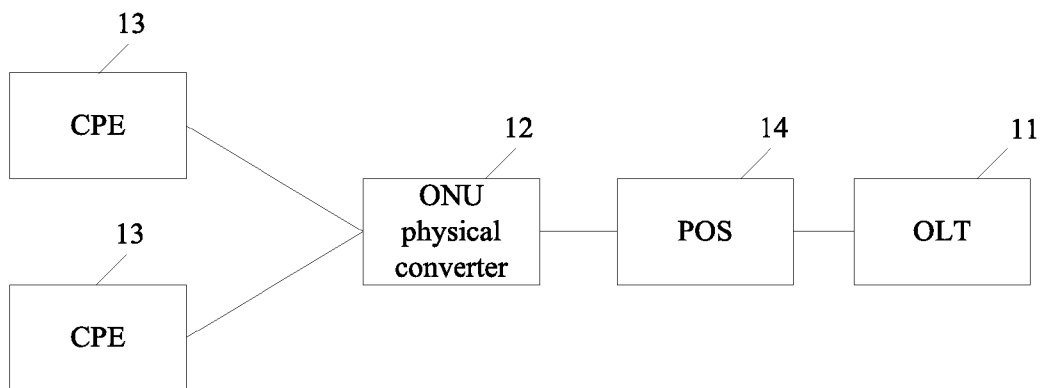 13
CPE
12
14
11
ONU
physical
converter
POS
OLT
13
CPE